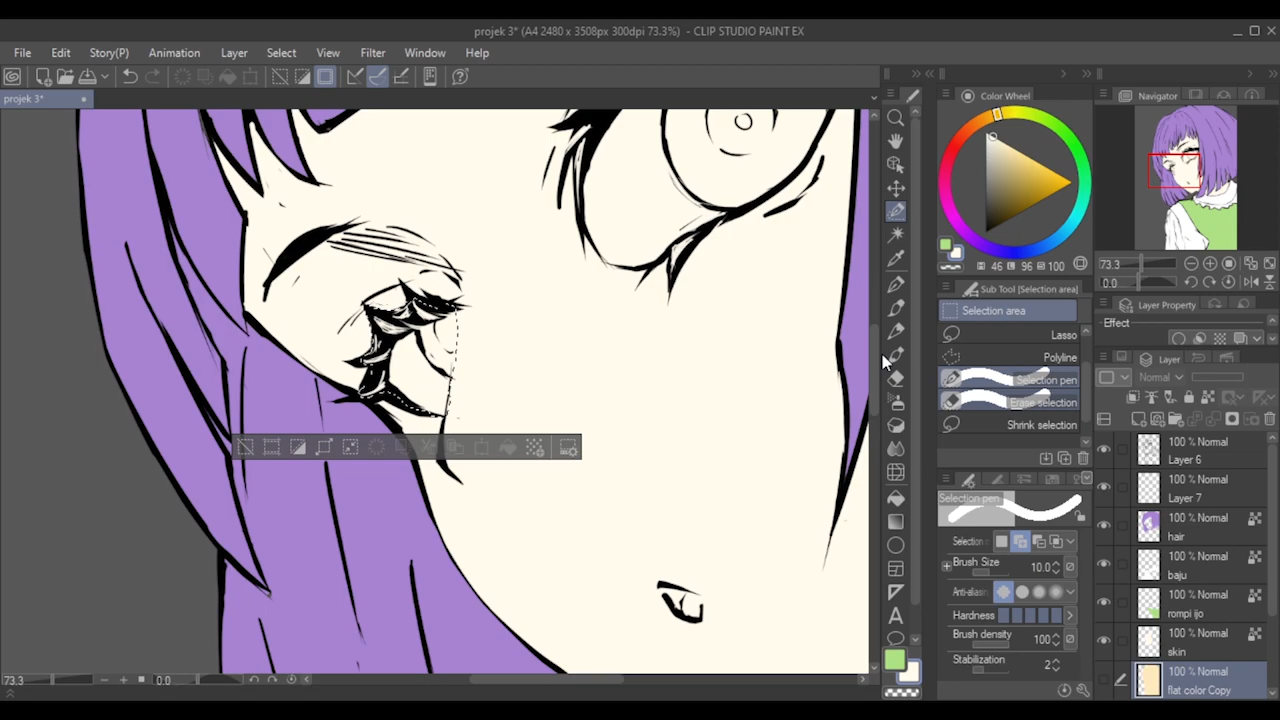 projek 3* (A4 2480 x 3508px 300dpi 73.3%) - CLIP STUDIO PAINT EX
File Edit Story(P) Animation Layer Select View Filter Window Help
projek 3*
Color Wheel
46 96 100
Sub Tool [Selection area]
Selection area
Lasso
Polyline
Selection pen
Erase selection
Shrink selection
Selection pen
Selection
Brush Size 10.0
Anti-aliasin
Hardness
Brush density 100
Stabilization 2
Navigator
73.3
0.0
Layer Property
Effect
Layer
Normal
100 % Normal
Layer 6
100 % Normal
Layer 7
100 % Normal
hair
100 % Normal
baju
100 % Normal
rompi ijo
100 % Normal
skin
100 % Normal
flat color Copy
73.3 0.0